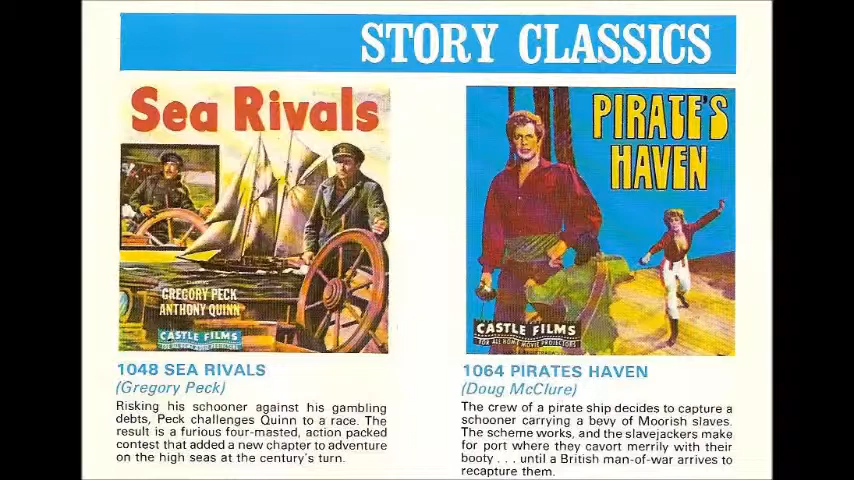 STORY CLASSICS
Sea Rivals
GREGORY PECK
ANTHONY QUINN
CASTLE FILMS
FOR ALL HOME MOVIE PROJECTORS
1048 SEA RIVALS
(Gregory Peck)
Risking his schooner against his gambling
debts, Peck challenges Quinn to a race. The
result is a furious four-masted, action packed
contest that added a new chapter to adventure
on the high seas at the century's turn.
PIRATE'S
HAVEN
CASTLE FILMS
FOR ALL HOME MOVIE PROJECTORS
1064 PIRATES HAVEN
(Doug McClure)
The crew of a pirate ship decides to capture a
schooner carrying a bevy of Moorish slaves.
The scheme works, and the slavejackers make
for port where they cavort merrily with their
booty . . . until a British man-of-war arrives to
recapture them.